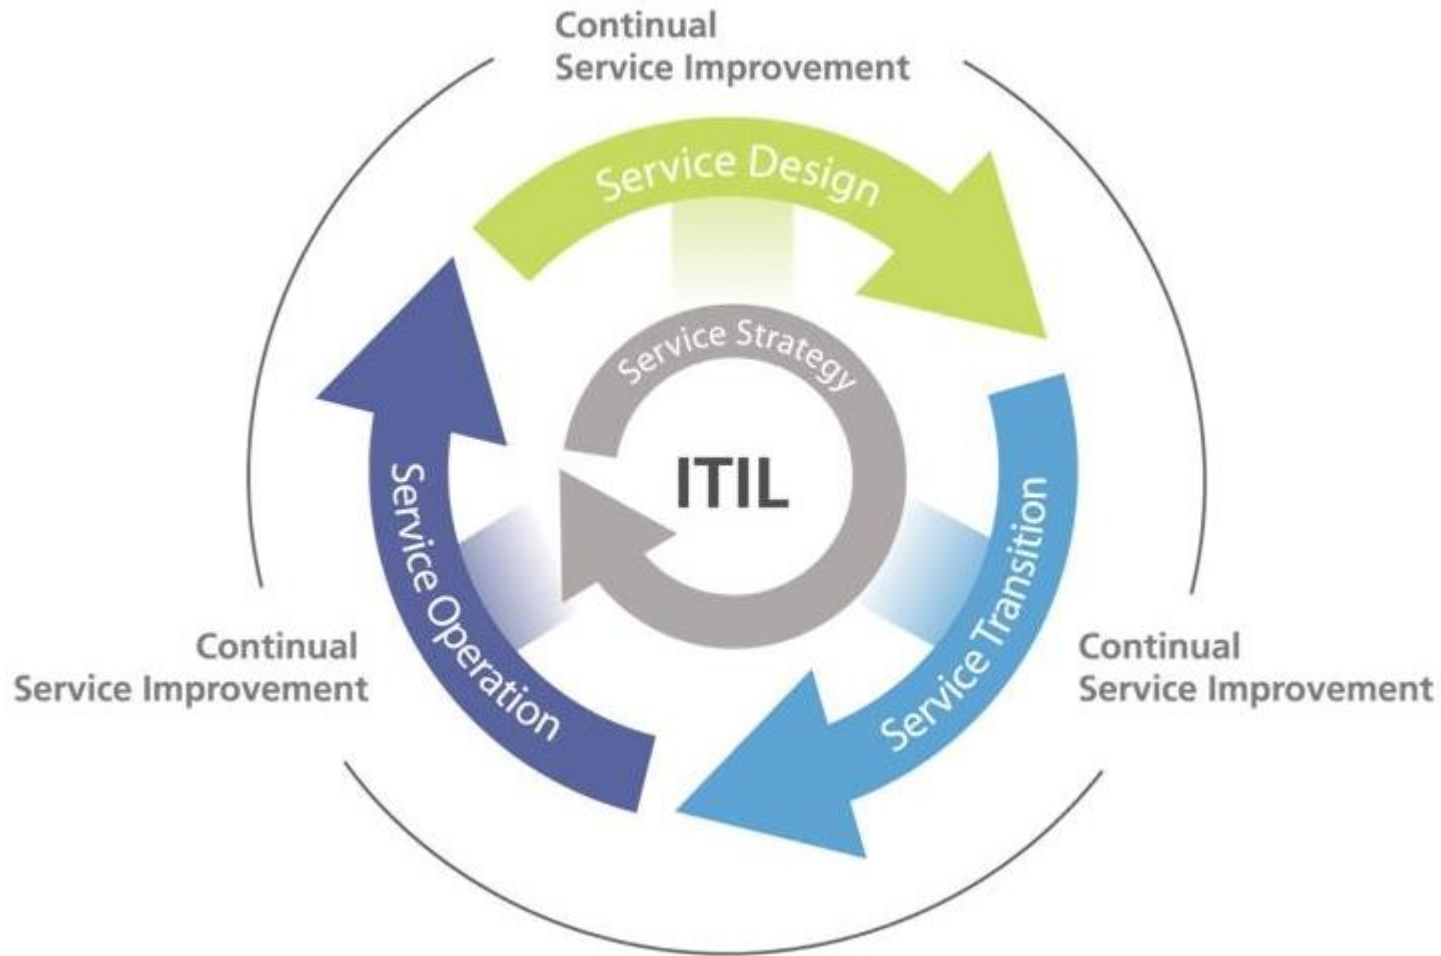 Continual
Service Improvement
Service Design
Service Strategy
ITIL
Service Operation
Service Transition
Continual
Service Improvement
Continual
Service Improvement